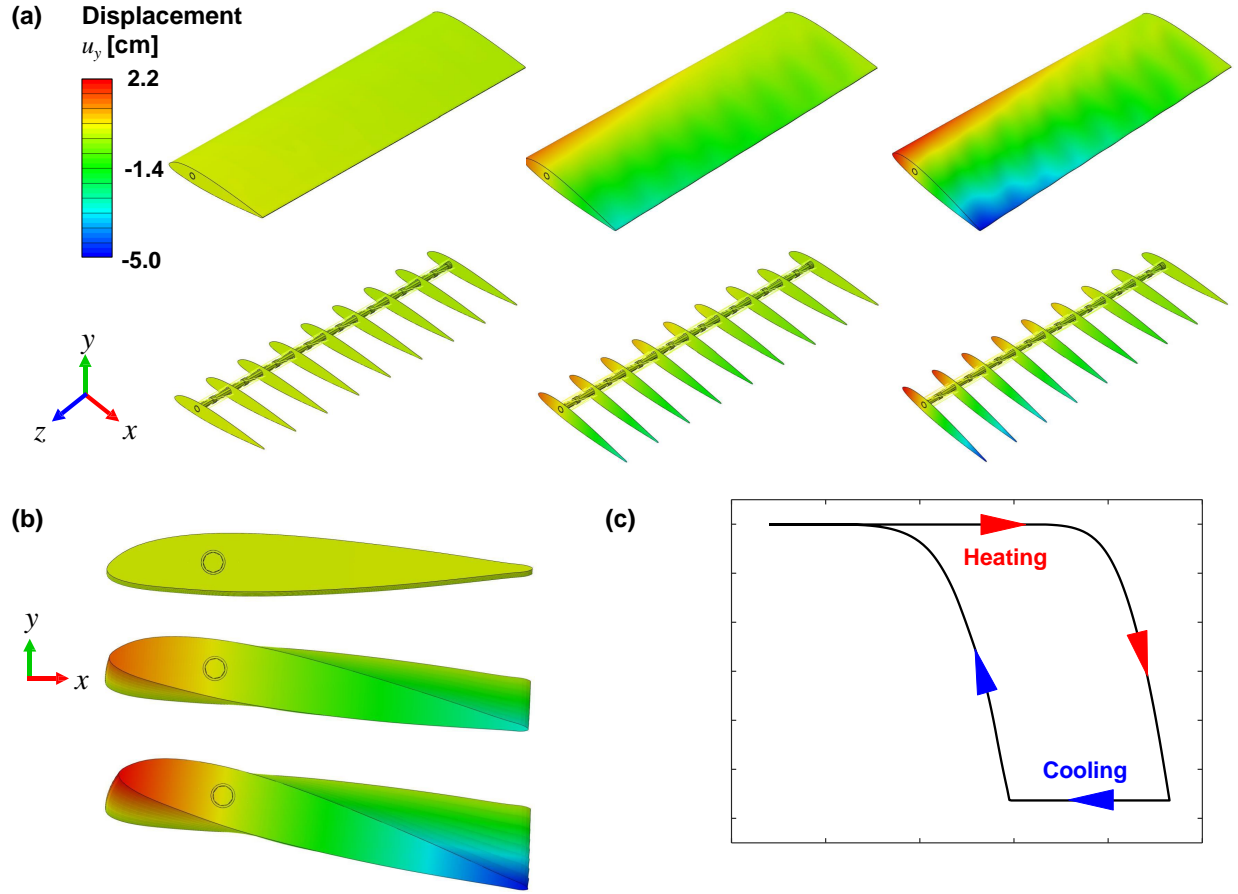 (a) Displacement
u_y [cm]
2.2
-1.4
-5.0
y
z x
(b)
y
x
(c)
Heating
Cooling